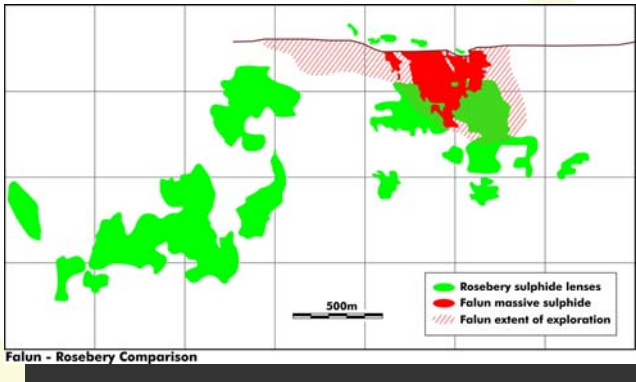 Rosebery sulphide lenses
Falun massive sulphide
Falun extent of exploration
500m
Falun - Rosebery Comparison